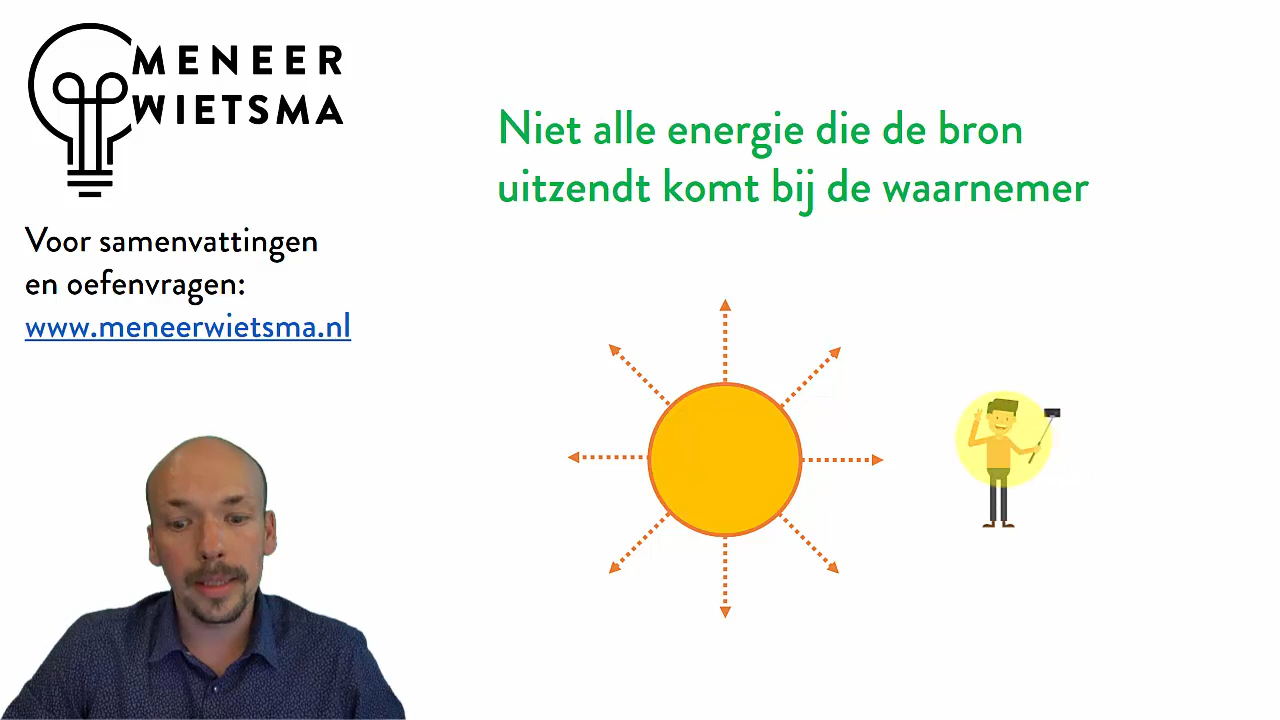 MENEER
WIETSMA
Voor samenvattingen
en oefenvragen:
www.meneerwietsma.nl
Niet alle energie die de bron
uitzendt komt bij de waarnemer